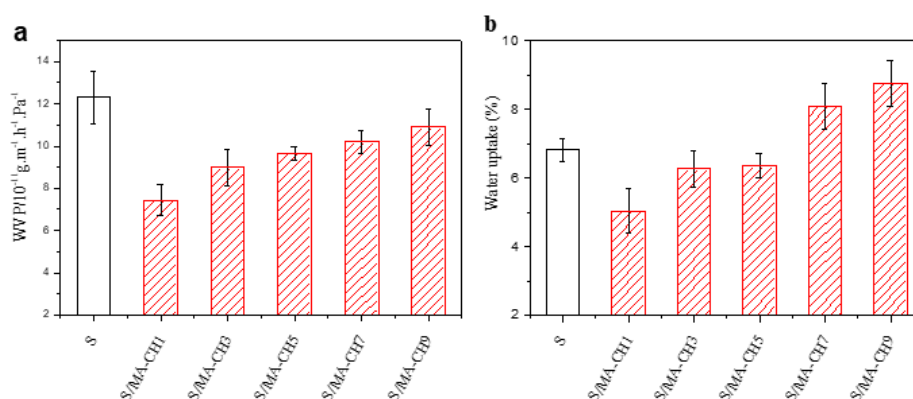 a
WVP/10⁻¹¹g.m⁻¹.h⁻¹.Pa⁻¹
14
12
10
8
6
4
2
S
S/MA-CH1
S/MA-CH3
S/MA-CH5
S/MA-CH7
S/MA-CH9
b
Water uptake (%)
10
8
6
4
2
S
S/MA-CH1
S/MA-CH3
S/MA-CH5
S/MA-CH7
S/MA-CH9